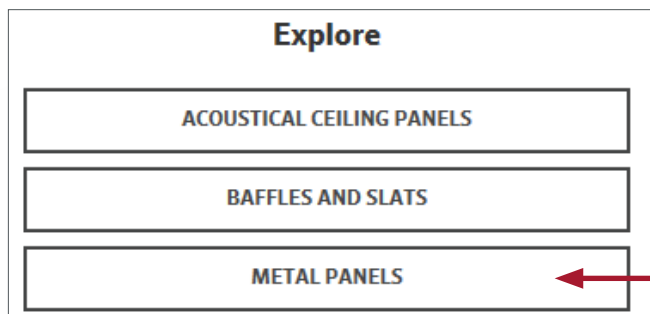 Explore
ACOUSTICAL CEILING PANELS
BAFFLES AND SLATS
METAL PANELS